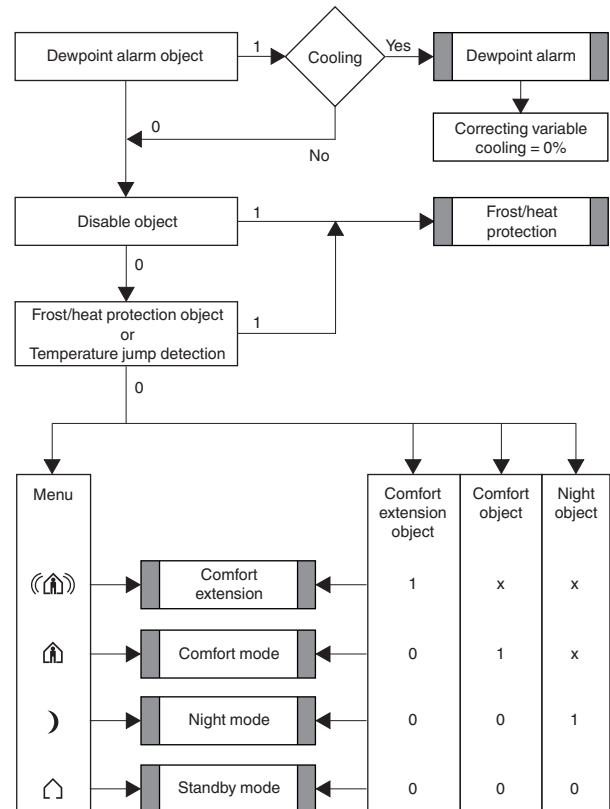 Dewpoint alarm object
1
Cooling
Yes
Dewpoint alarm
0
No
Correcting variable
cooling = 0%
Disable object
1
Frost/heat
protection
0
Frost/heat protection object
or
Temperature jump detection
1
0
Menu
Comfort
extension
object
Comfort
object
Night
object
Comfort
extension
1 x x
Comfort mode
0 1 x
Night mode
0 0 1
Standby mode
0 0 0